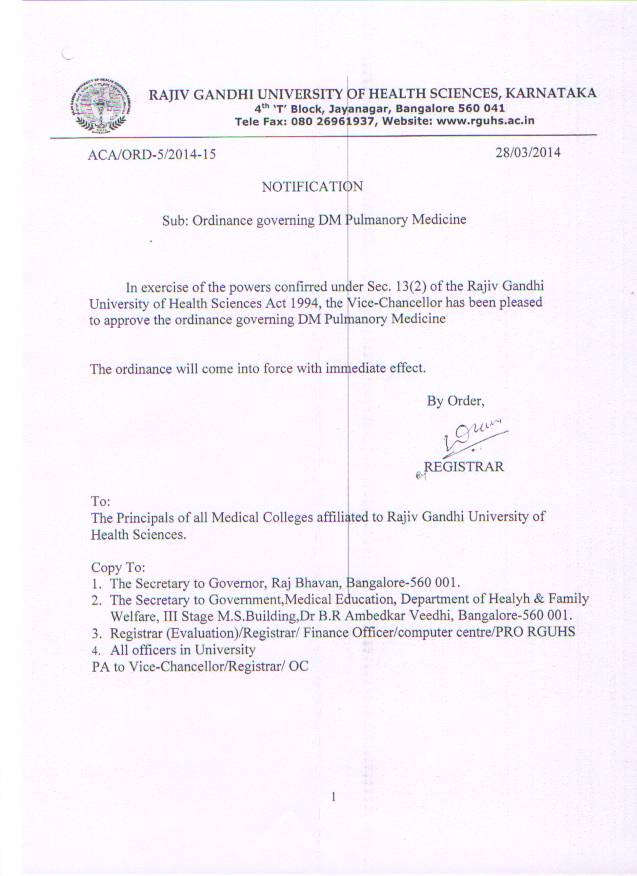 RAJIV GANDHI UNIVERSITY OF HEALTH SCIENCES, KARNATAKA
4th 'T' Block, Jayanagar, Bangalore 560 041
Tele Fax: 080 26961937, Website: www.rguhs.ac.in
ACA/ORD-5/2014-15 28/03/2014
NOTIFICATION
Sub: Ordinance governing DM Pulmanory Medicine
In exercise of the powers confirred under Sec. 13(2) of the Rajiv Gandhi
University of Health Sciences Act 1994, the Vice-Chancellor has been pleased
to approve the ordinance governing DM Pulmanory Medicine
The ordinance will come into force with immediate effect.
By Order,
REGISTRAR
To:
The Principals of all Medical Colleges affiliated to Rajiv Gandhi University of
Health Sciences.
Copy To:
1. The Secretary to Governor, Raj Bhavan, Bangalore-560 001.
2. The Secretary to Government,Medical Education, Department of Healyh & Family
Welfare, III Stage M.S.Building,Dr B.R Ambedkar Veedhi, Bangalore-560 001.
3. Registrar (Evaluation)/Registrar/ Finance Officer/computer centre/PRO RGUHS
4. All officers in University
PA to Vice-Chancellor/Registrar/ OC
1